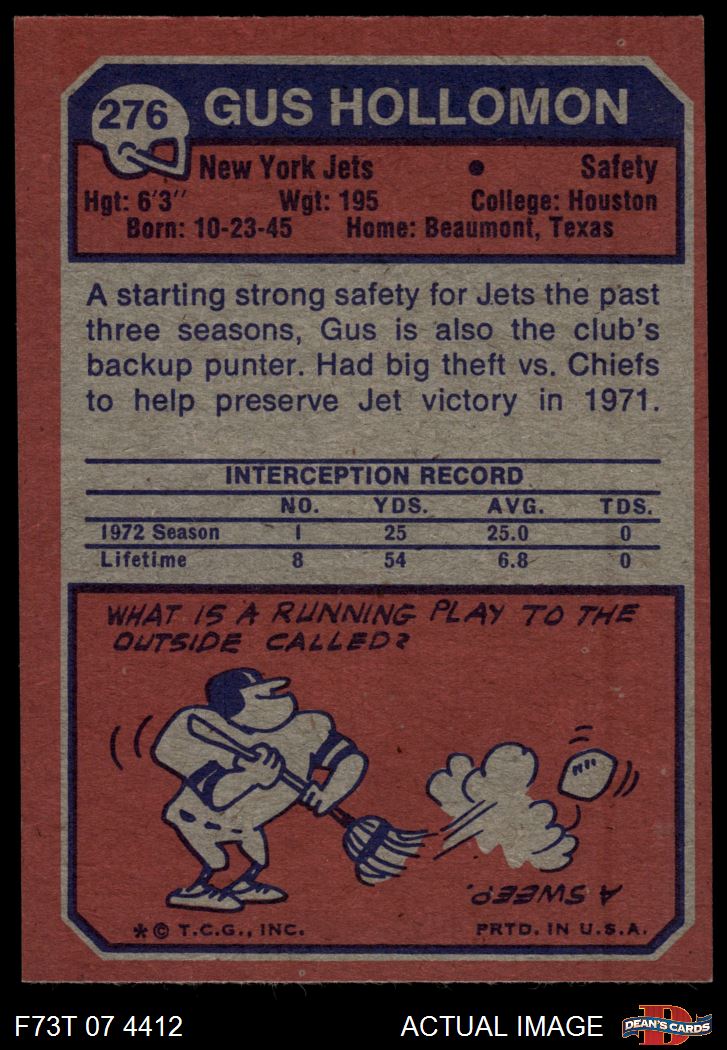 276 GUS HOLLOMON
New York Jets • Safety
Hgt: 6'3" Wgt: 195 College: Houston
Born: 10-23-45 Home: Beaumont, Texas
A starting strong safety for Jets the past
three seasons, Gus is also the club's
backup punter. Had big theft vs. Chiefs
to help preserve Jet victory in 1971.
INTERCEPTION RECORD
NO. YDS. AVG. TDS.
1972 Season 1 25 25.0 0
Lifetime 8 54 6.8 0
WHAT IS A RUNNING PLAY TO THE
OUTSIDE CALLED?
A SWEEP.
*© T.C.G., INC. PRTD. IN U.S.A.
F73T 07 4412 ACTUAL IMAGE D DEAN'S CARDS